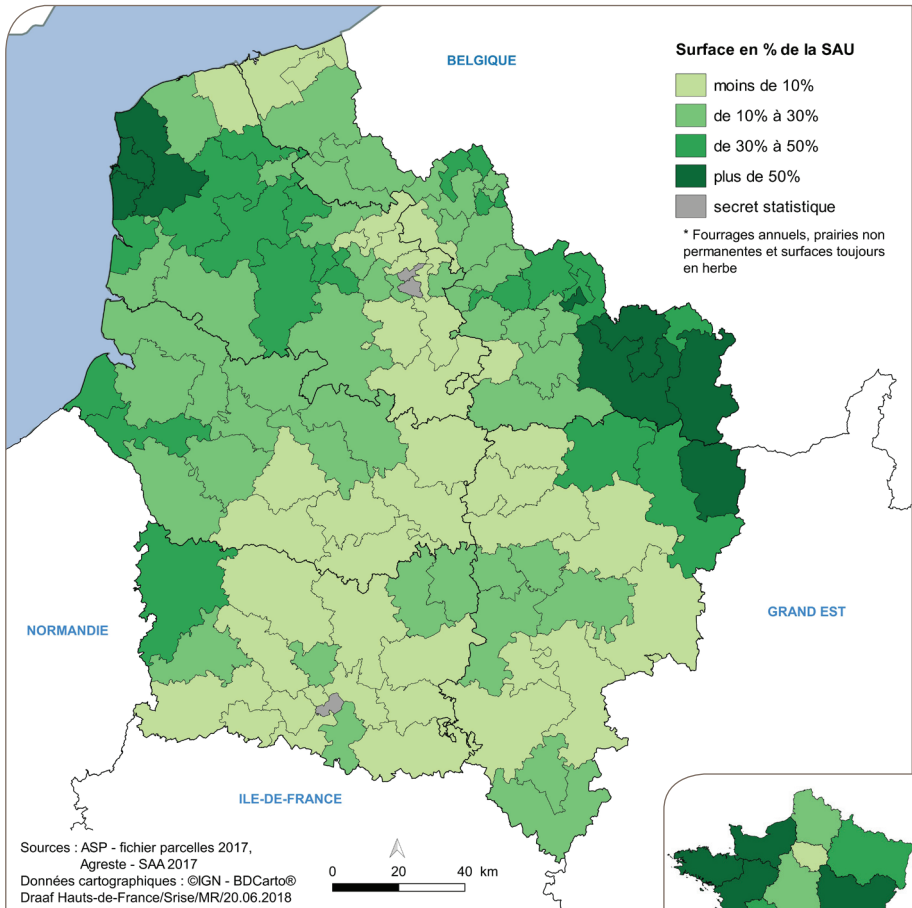 BELGIQUE
Surface en % de la SAU
moins de 10%
de 10% à 30%
de 30% à 50%
plus de 50%
secret statistique
* Fourrages annuels, prairies non
permanentes et surfaces toujours
en herbe
NORMANDIE
GRAND EST
ILE-DE-FRANCE
Sources : ASP - fichier parcelles 2017,
Agreste - SAA 2017
Données cartographiques : ©IGN - BDCarto®
Draaf Hauts-de-France/Srise/MR/20.06.2018
0 20 40 km